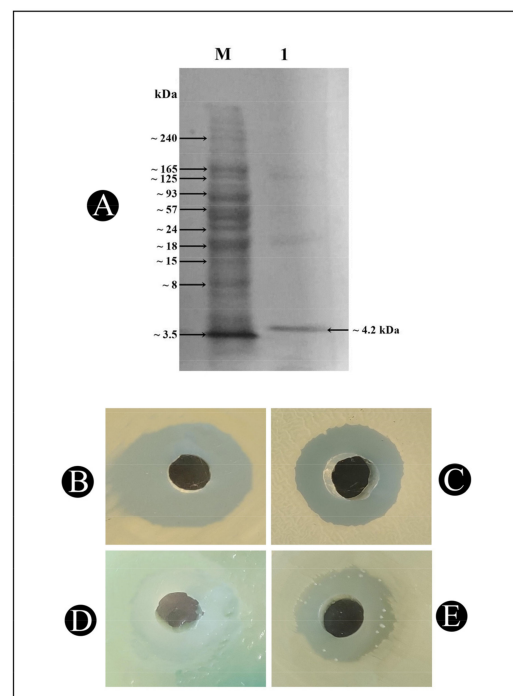 M 1
kDa
~ 240
~ 165
~ 125
~ 93
~ 57
~ 24
~ 18
~ 15
~ 8
~ 3.5
~ 4.2 kDa
A
B
C
D
E